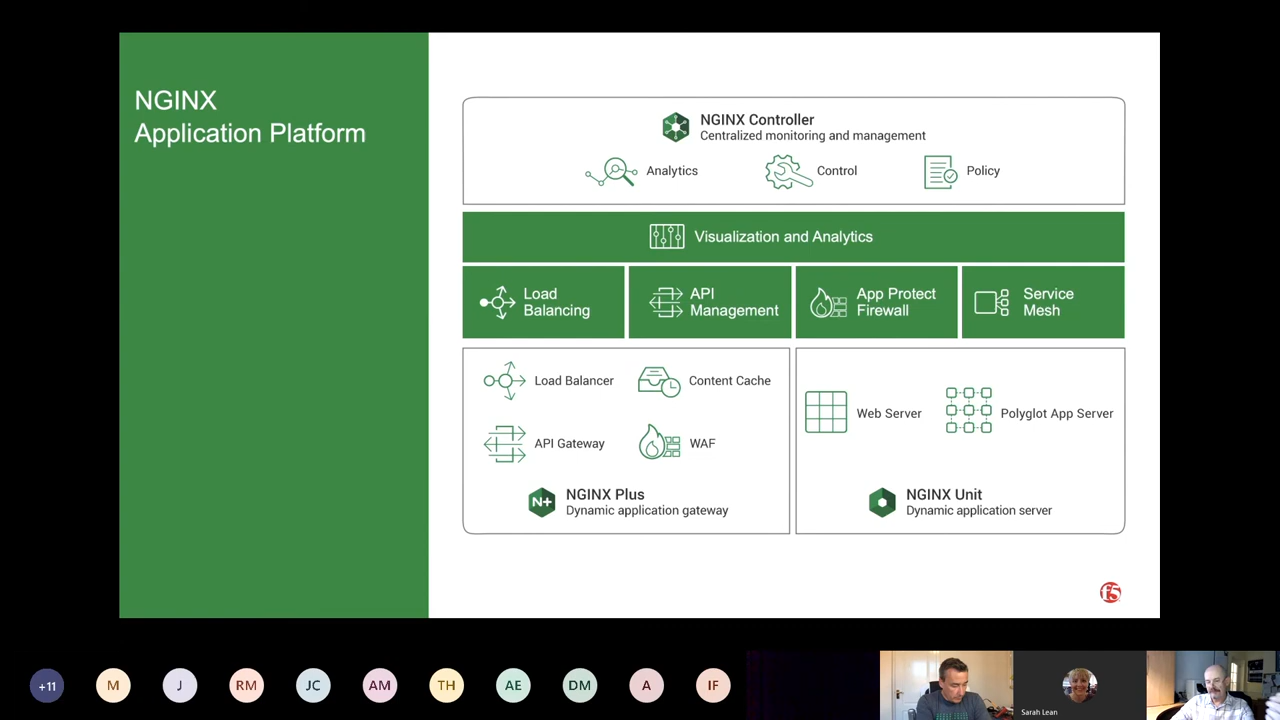 NGINX
Application Platform
NGINX Controller
Centralized monitoring and management
Analytics
Control
Policy
Visualization and Analytics
Load
Balancing
API
Management
App Protect
Firewall
Service
Mesh
Load Balancer
Content Cache
API Gateway
WAF
N+
NGINX Plus
Dynamic application gateway
Web Server
Polyglot App Server
NGINX Unit
Dynamic application server
f5
+11
M
J
RM
JC
AM
TH
AE
DM
A
IF
Sarah Lean